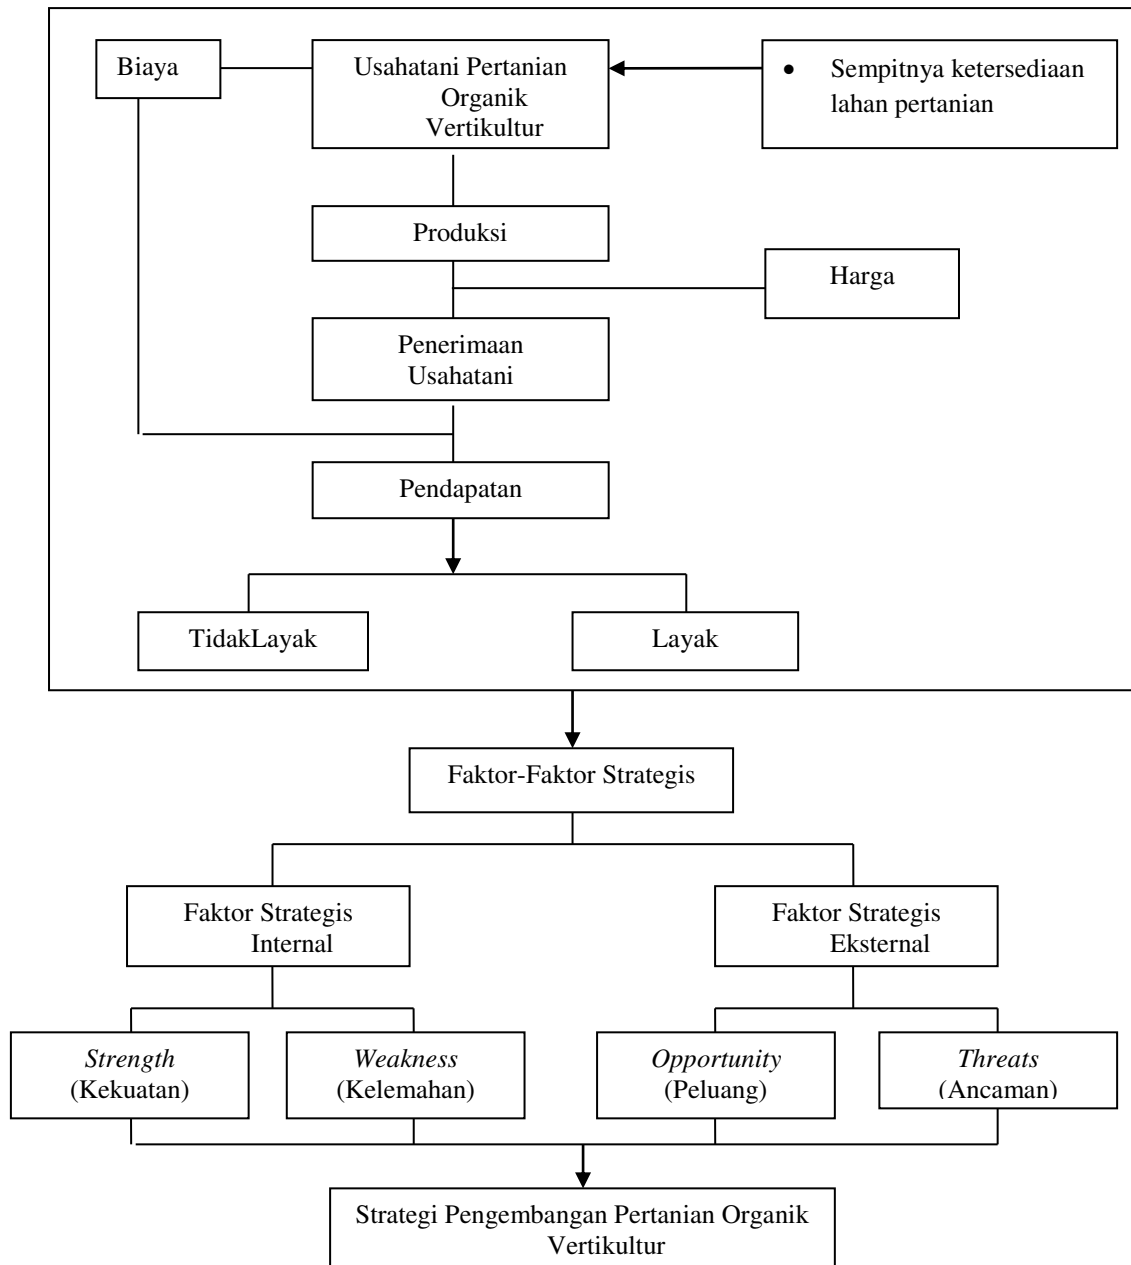 Biaya
Usahatani Pertanian
Organik
Vertikultur
• Sempitnya ketersediaan
lahan pertanian
Produksi
Harga
Penerimaan
Usahatani
Pendapatan
TidakLayak
Layak
Faktor-Faktor Strategis
Faktor Strategis
Internal
Faktor Strategis
Eksternal
Strength
(Kekuatan)
Weakness
(Kelemahan)
Opportunity
(Peluang)
Threats
(Ancaman)
Strategi Pengembangan Pertanian Organik
Vertikultur